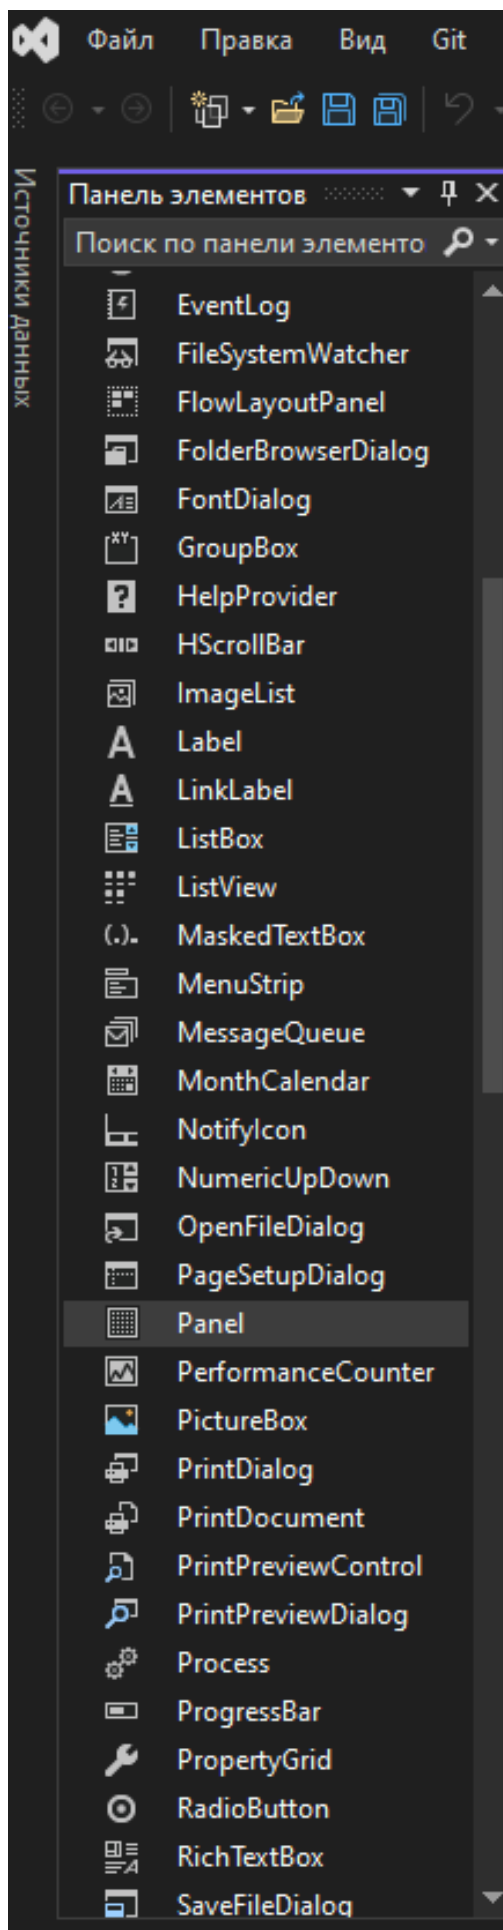 Файл Правка Вид Git
Источники данных
Панель элементов
Поиск по панели элементо
EventLog
FileSystemWatcher
FlowLayoutPanel
FolderBrowserDialog
FontDialog
GroupBox
HelpProvider
HScrollBar
ImageList
Label
LinkLabel
ListBox
ListView
MaskedTextBox
MenuStrip
MessageQueue
MonthCalendar
NotifyIcon
NumericUpDown
OpenFileDialog
PageSetupDialog
Panel
PerformanceCounter
PictureBox
PrintDialog
PrintDocument
PrintPreviewControl
PrintPreviewDialog
Process
ProgressBar
PropertyGrid
RadioButton
RichTextBox
SaveFileDialog